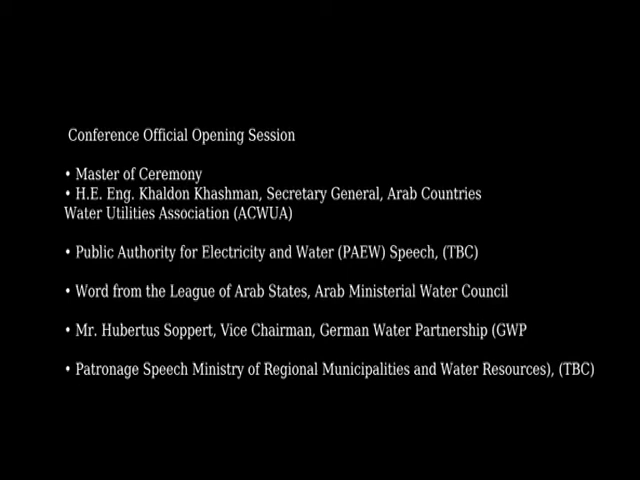 Conference Official Opening Session
• Master of Ceremony
• H.E. Eng. Khaldon Khashman, Secretary General, Arab Countries
Water Utilities Association (ACWUA)
• Public Authority for Electricity and Water (PAEW) Speech, (TBC)
• Word from the League of Arab States, Arab Ministerial Water Council
• Mr. Hubertus Soppert, Vice Chairman, German Water Partnership (GWP
• Patronage Speech Ministry of Regional Municipalities and Water Resources), (TBC)